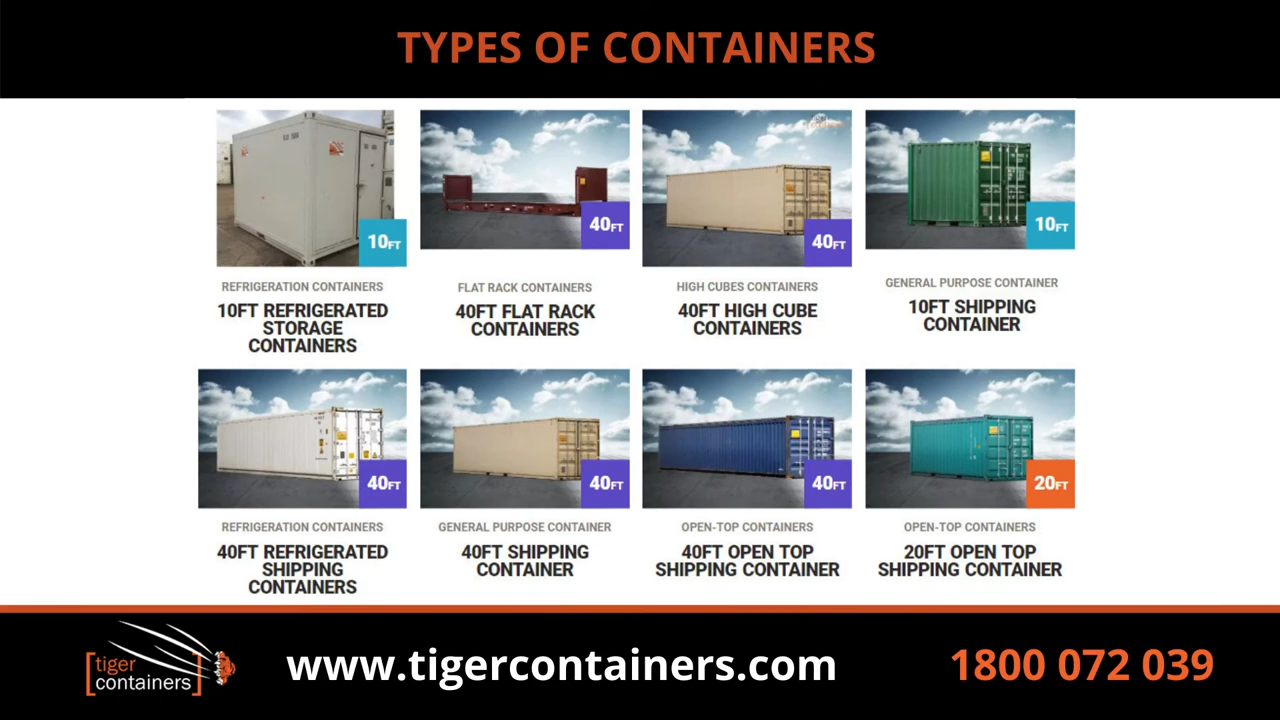 TYPES OF CONTAINERS
10FT
40FT
40FT
10FT
REFRIGERATION CONTAINERS
10FT REFRIGERATED
STORAGE
CONTAINERS
FLAT RACK CONTAINERS
40FT FLAT RACK
CONTAINERS
HIGH CUBES CONTAINERS
40FT HIGH CUBE
CONTAINERS
GENERAL PURPOSE CONTAINER
10FT SHIPPING
CONTAINER
40FT
40FT
40FT
20FT
REFRIGERATION CONTAINERS
40FT REFRIGERATED
SHIPPING
CONTAINERS
GENERAL PURPOSE CONTAINER
40FT SHIPPING
CONTAINER
OPEN-TOP CONTAINERS
40FT OPEN TOP
SHIPPING CONTAINER
OPEN-TOP CONTAINERS
20FT OPEN TOP
SHIPPING CONTAINER
tiger
containers
www.tigercontainers.com
1800 072 039